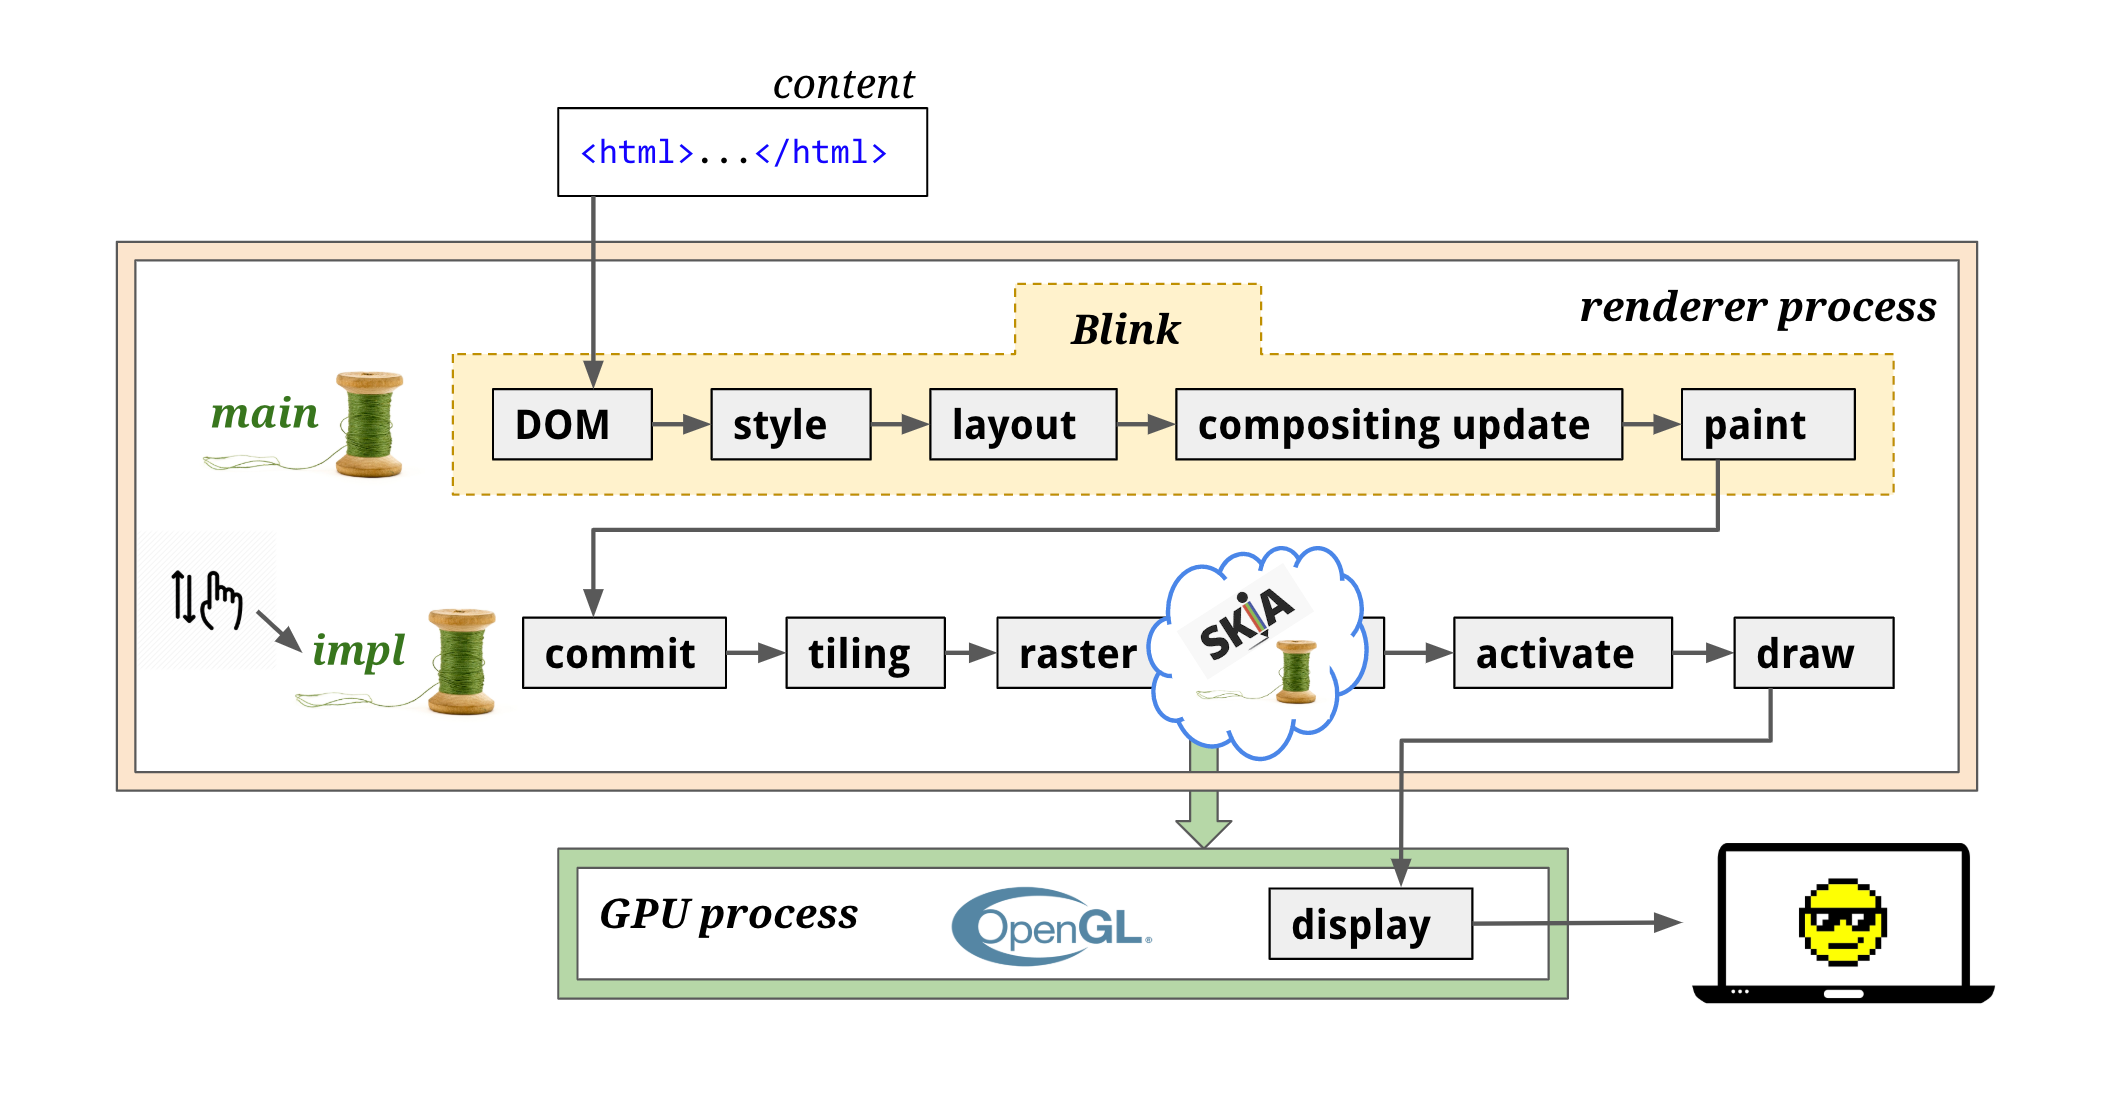 content
<html>...</html>
renderer process
Blink
main
DOM
style
layout
compositing update
paint
impl
commit
tiling
raster
SKiA
activate
draw
GPU process
OpenGL®
display